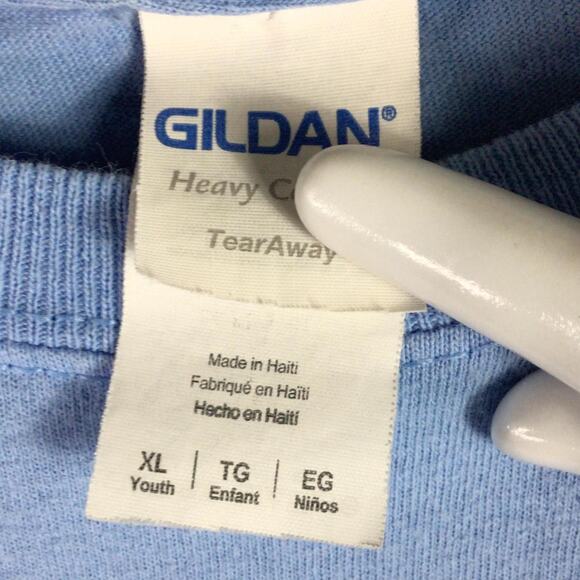 GILDAN®
Heavy
TearAway
Made in Haiti
Fabriqué en Haïti
Hecho en Haití
XL TG EG
Youth Enfant Niños